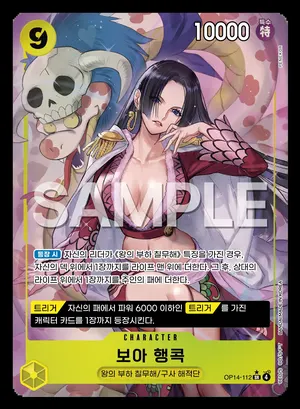 9
10000
특수
特
SAMPLE
등장 시 자신의 리더가 《왕의 부하 칠무해》 특징을 가진 경우,
자신의 덱 위에서 1장까지를 라이프 맨 위에 더한다. 그 후, 상대의
라이프 위에서 1장까지를 주인의 패에 더한다.
트리거 자신의 패에서 파워 6000 이하인 트리거 를 가진
캐릭터 카드를 1장까지 등장시킨다.
CHARACTER
보아 행콕
왕의 부하 칠무해/구사 해적단
OP14-112 SR 4